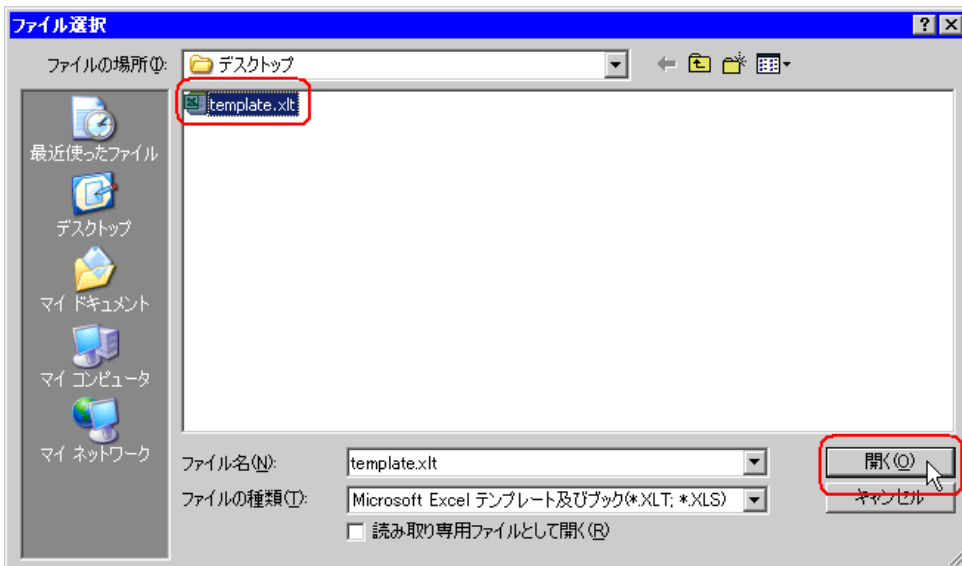 ファイル選択
ファイルの場所(I):
デスクトップ
template.xlt
最近使ったファイル
デスクトップ
マイ ドキュメント
マイ コンピュータ
マイ ネットワーク
ファイル名(N):
template.xlt
開く(O)
ファイルの種類(T):
Microsoft Excel テンプレート及びブック(*.XLT; *.XLS)
キャンセル
読み取り専用ファイルとして開く(R)